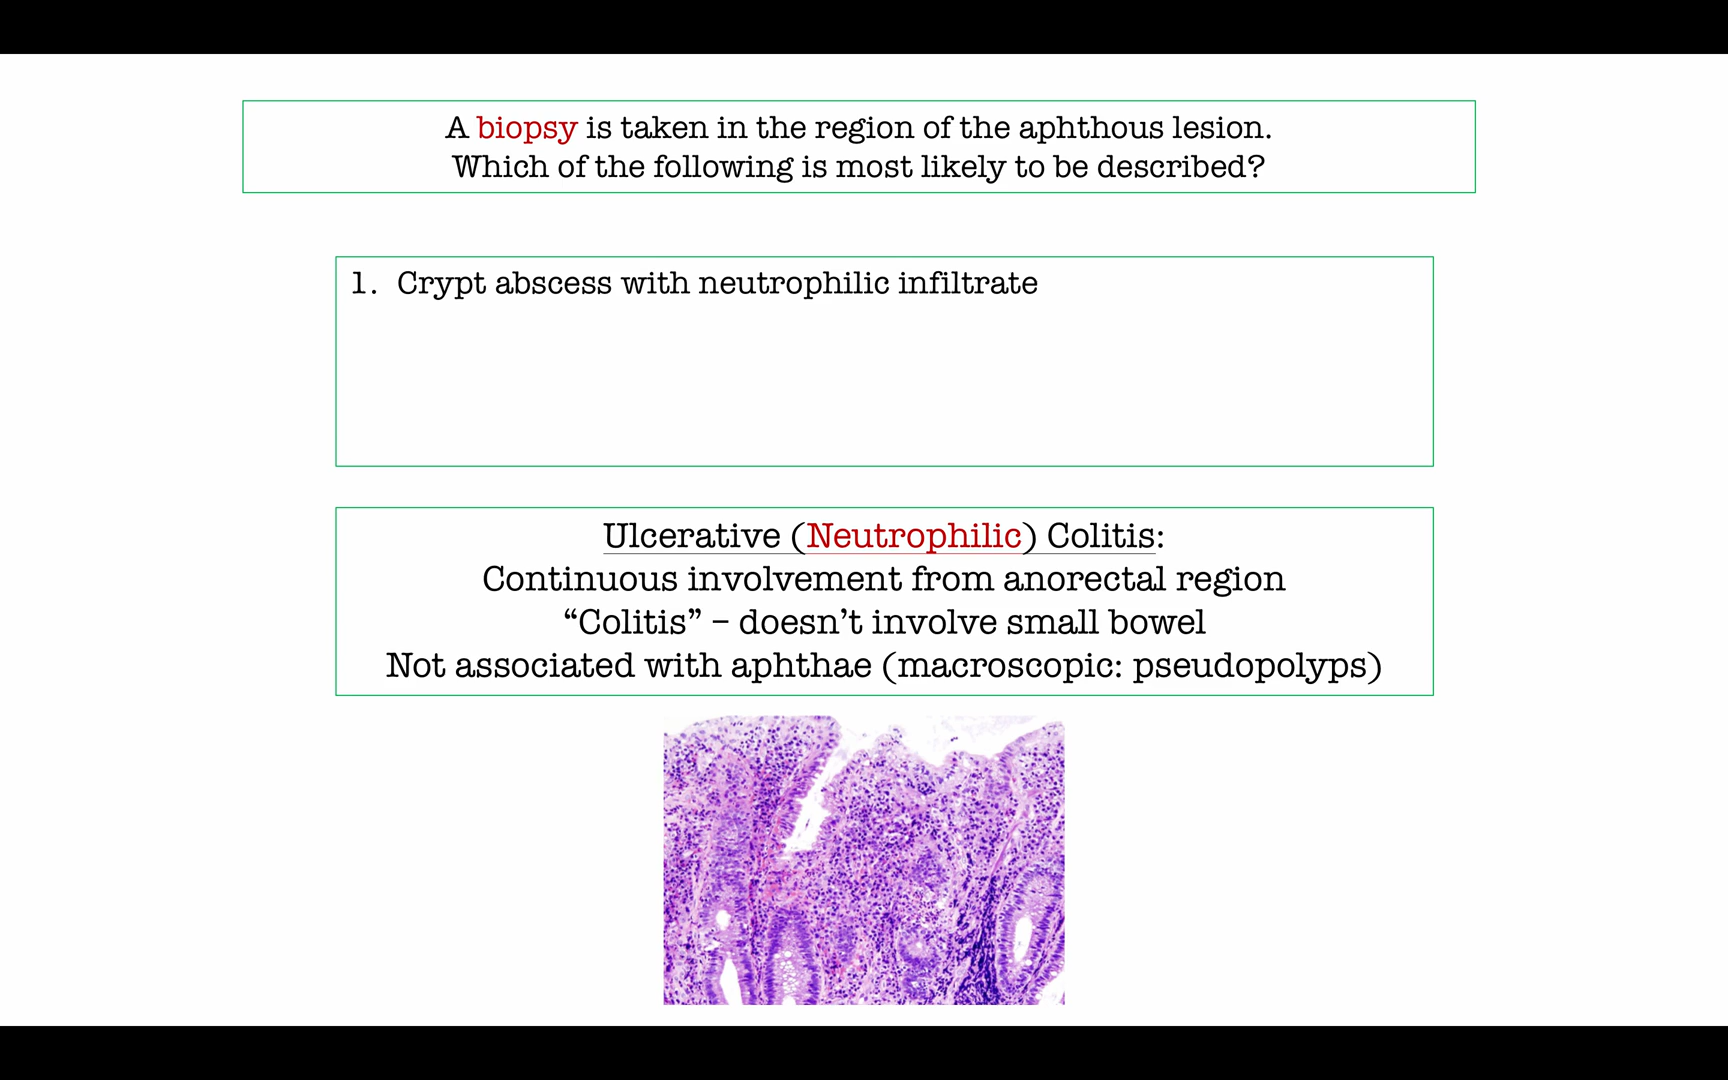 A biopsy is taken in the region of the aphthous lesion.
Which of the following is most likely to be described?
1. Crypt abscess with neutrophilic infiltrate
Ulcerative (Neutrophilic) Colitis:
Continuous involvement from anorectal region
“Colitis” – doesn’t involve small bowel
Not associated with aphthae (macroscopic: pseudopolyps)